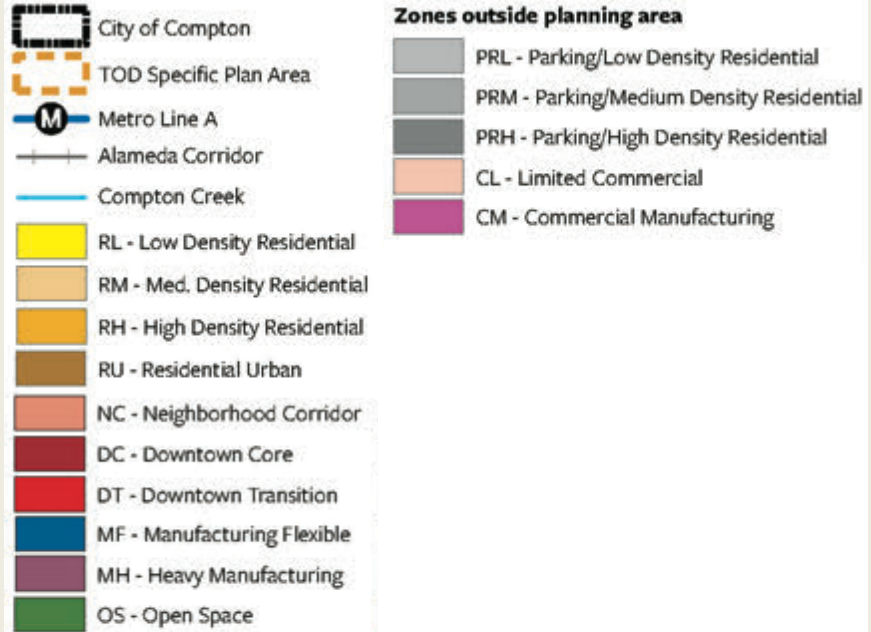 City of Compton
TOD Specific Plan Area
M
Metro Line A
Alameda Corridor
Compton Creek
RL - Low Density Residential
RM - Med. Density Residential
RH - High Density Residential
RU - Residential Urban
NC - Neighborhood Corridor
DC - Downtown Core
DT - Downtown Transition
MF - Manufacturing Flexible
MH - Heavy Manufacturing
OS - Open Space
Zones outside planning area
PRL - Parking/Low Density Residential
PRM - Parking/Medium Density Residential
PRH - Parking/High Density Residential
CL - Limited Commercial
CM - Commercial Manufacturing